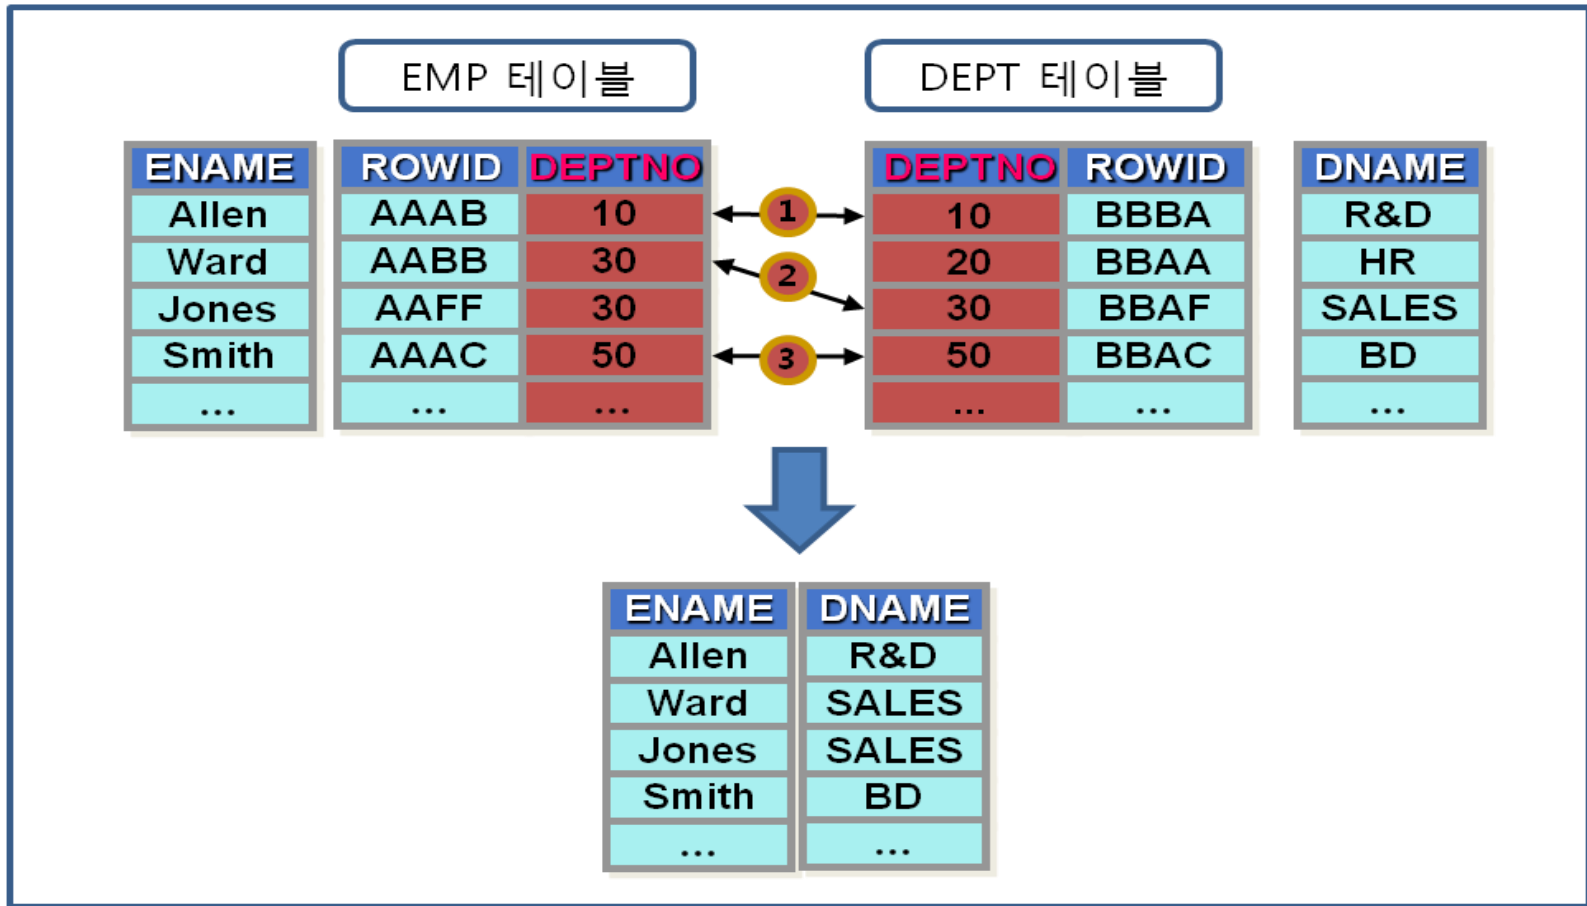 EMP 테이블
DEPT 테이블
ENAME ROWID DEPTNO DEPTNO ROWID DNAME
Allen AAAB 10 1 10 BBBA R&D
Ward AABB 30 2 20 BBAA HR
Jones AAFF 30 30 BBAF SALES
Smith AAAC 50 3 50 BBAC BD
... ... ... ... ... ...
ENAME DNAME
Allen R&D
Ward SALES
Jones SALES
Smith BD
... ...